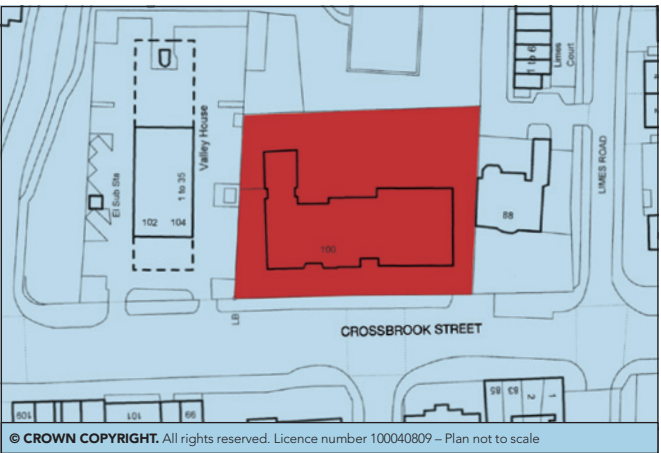 1 to 6
Limes
Court
Valley House
El Sub Sta
1 to 35
102 104
LIMES ROAD
88
100
LB
CROSSBROOK STREET
109
101
99
85 83 2 1
© CROWN COPYRIGHT. All rights reserved. Licence number 100040809 – Plan not to scale